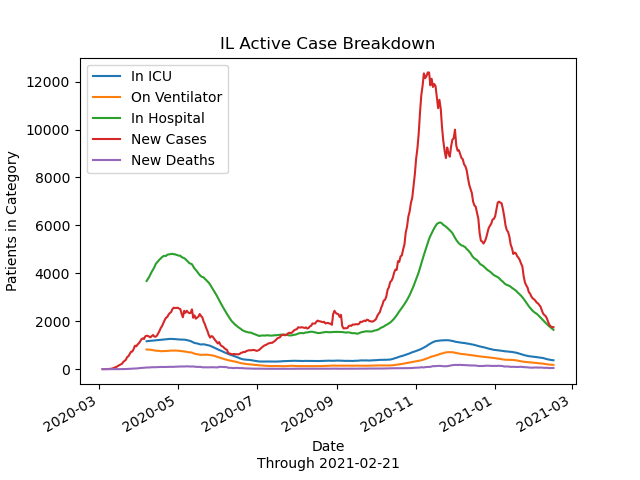 IL Active Case Breakdown
In ICU
On Ventilator
In Hospital
New Cases
New Deaths
Patients in Category
12000
10000
8000
6000
4000
2000
0
2020-03
2020-05
2020-07
2020-09
2020-11
2021-01
2021-03
Date
Through 2021-02-21